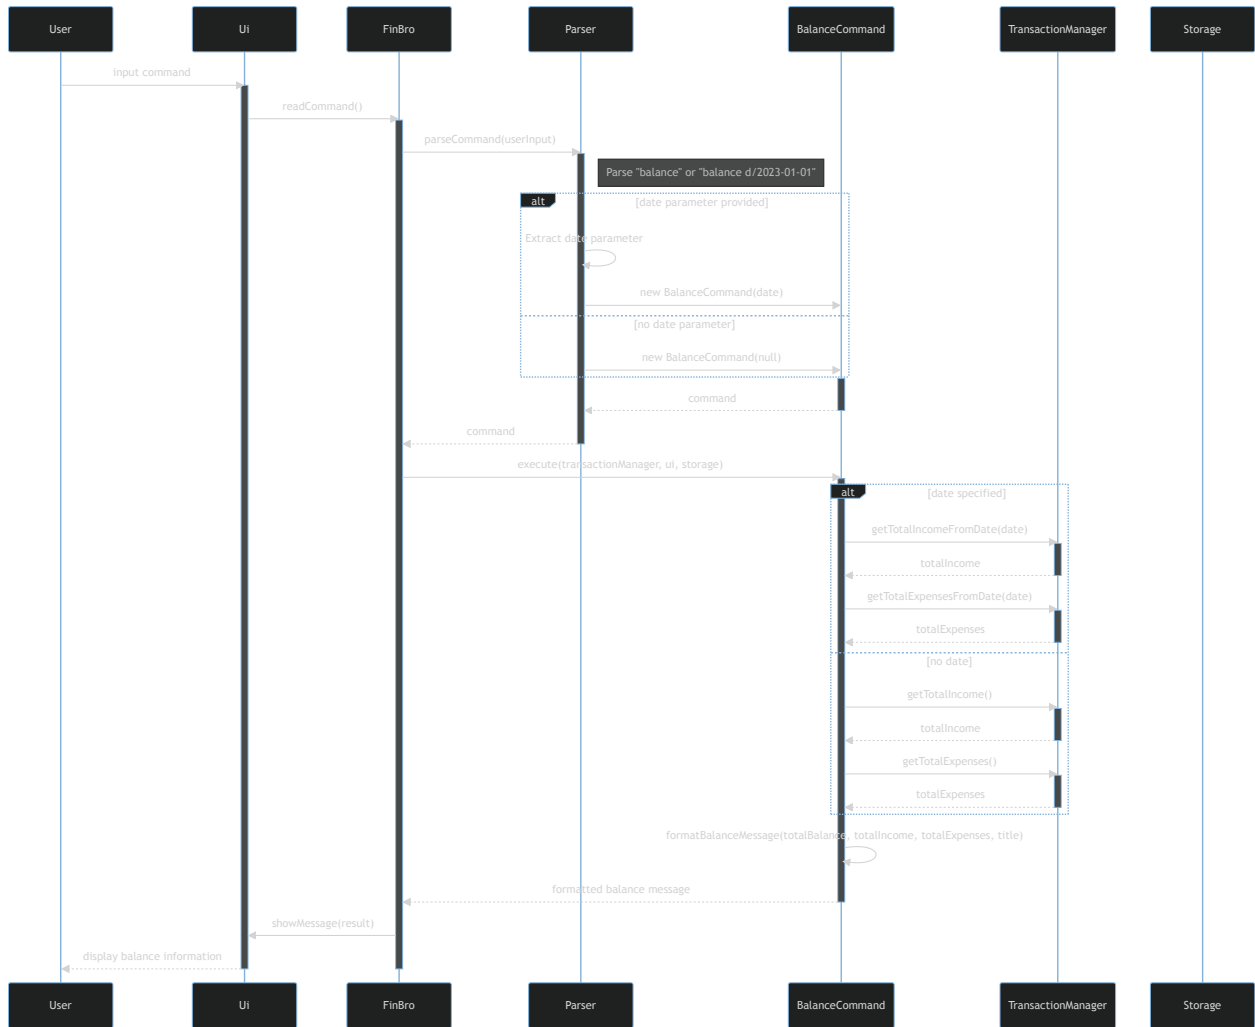 User
Ui
FinBro
Parser
BalanceCommand
TransactionManager
Storage
input command
readCommand()
parseCommand(userInput)
Parse "balance" or "balance d/2023-01-01"
alt
[date parameter provided]
Extract date parameter
new BalanceCommand(date)
[no date parameter]
new BalanceCommand(null)
command
command
execute(transactionManager, ui, storage)
alt
[date specified]
getTotalIncomeFromDate(date)
totalIncome
getTotalExpensesFromDate(date)
totalExpenses
[no date]
getTotalIncome()
totalIncome
getTotalExpenses()
totalExpenses
formatBalanceMessage(totalBalance, totalIncome, totalExpenses, title)
formatted balance message
showMessage(result)
display balance information
User
Ui
FinBro
Parser
BalanceCommand
TransactionManager
Storage